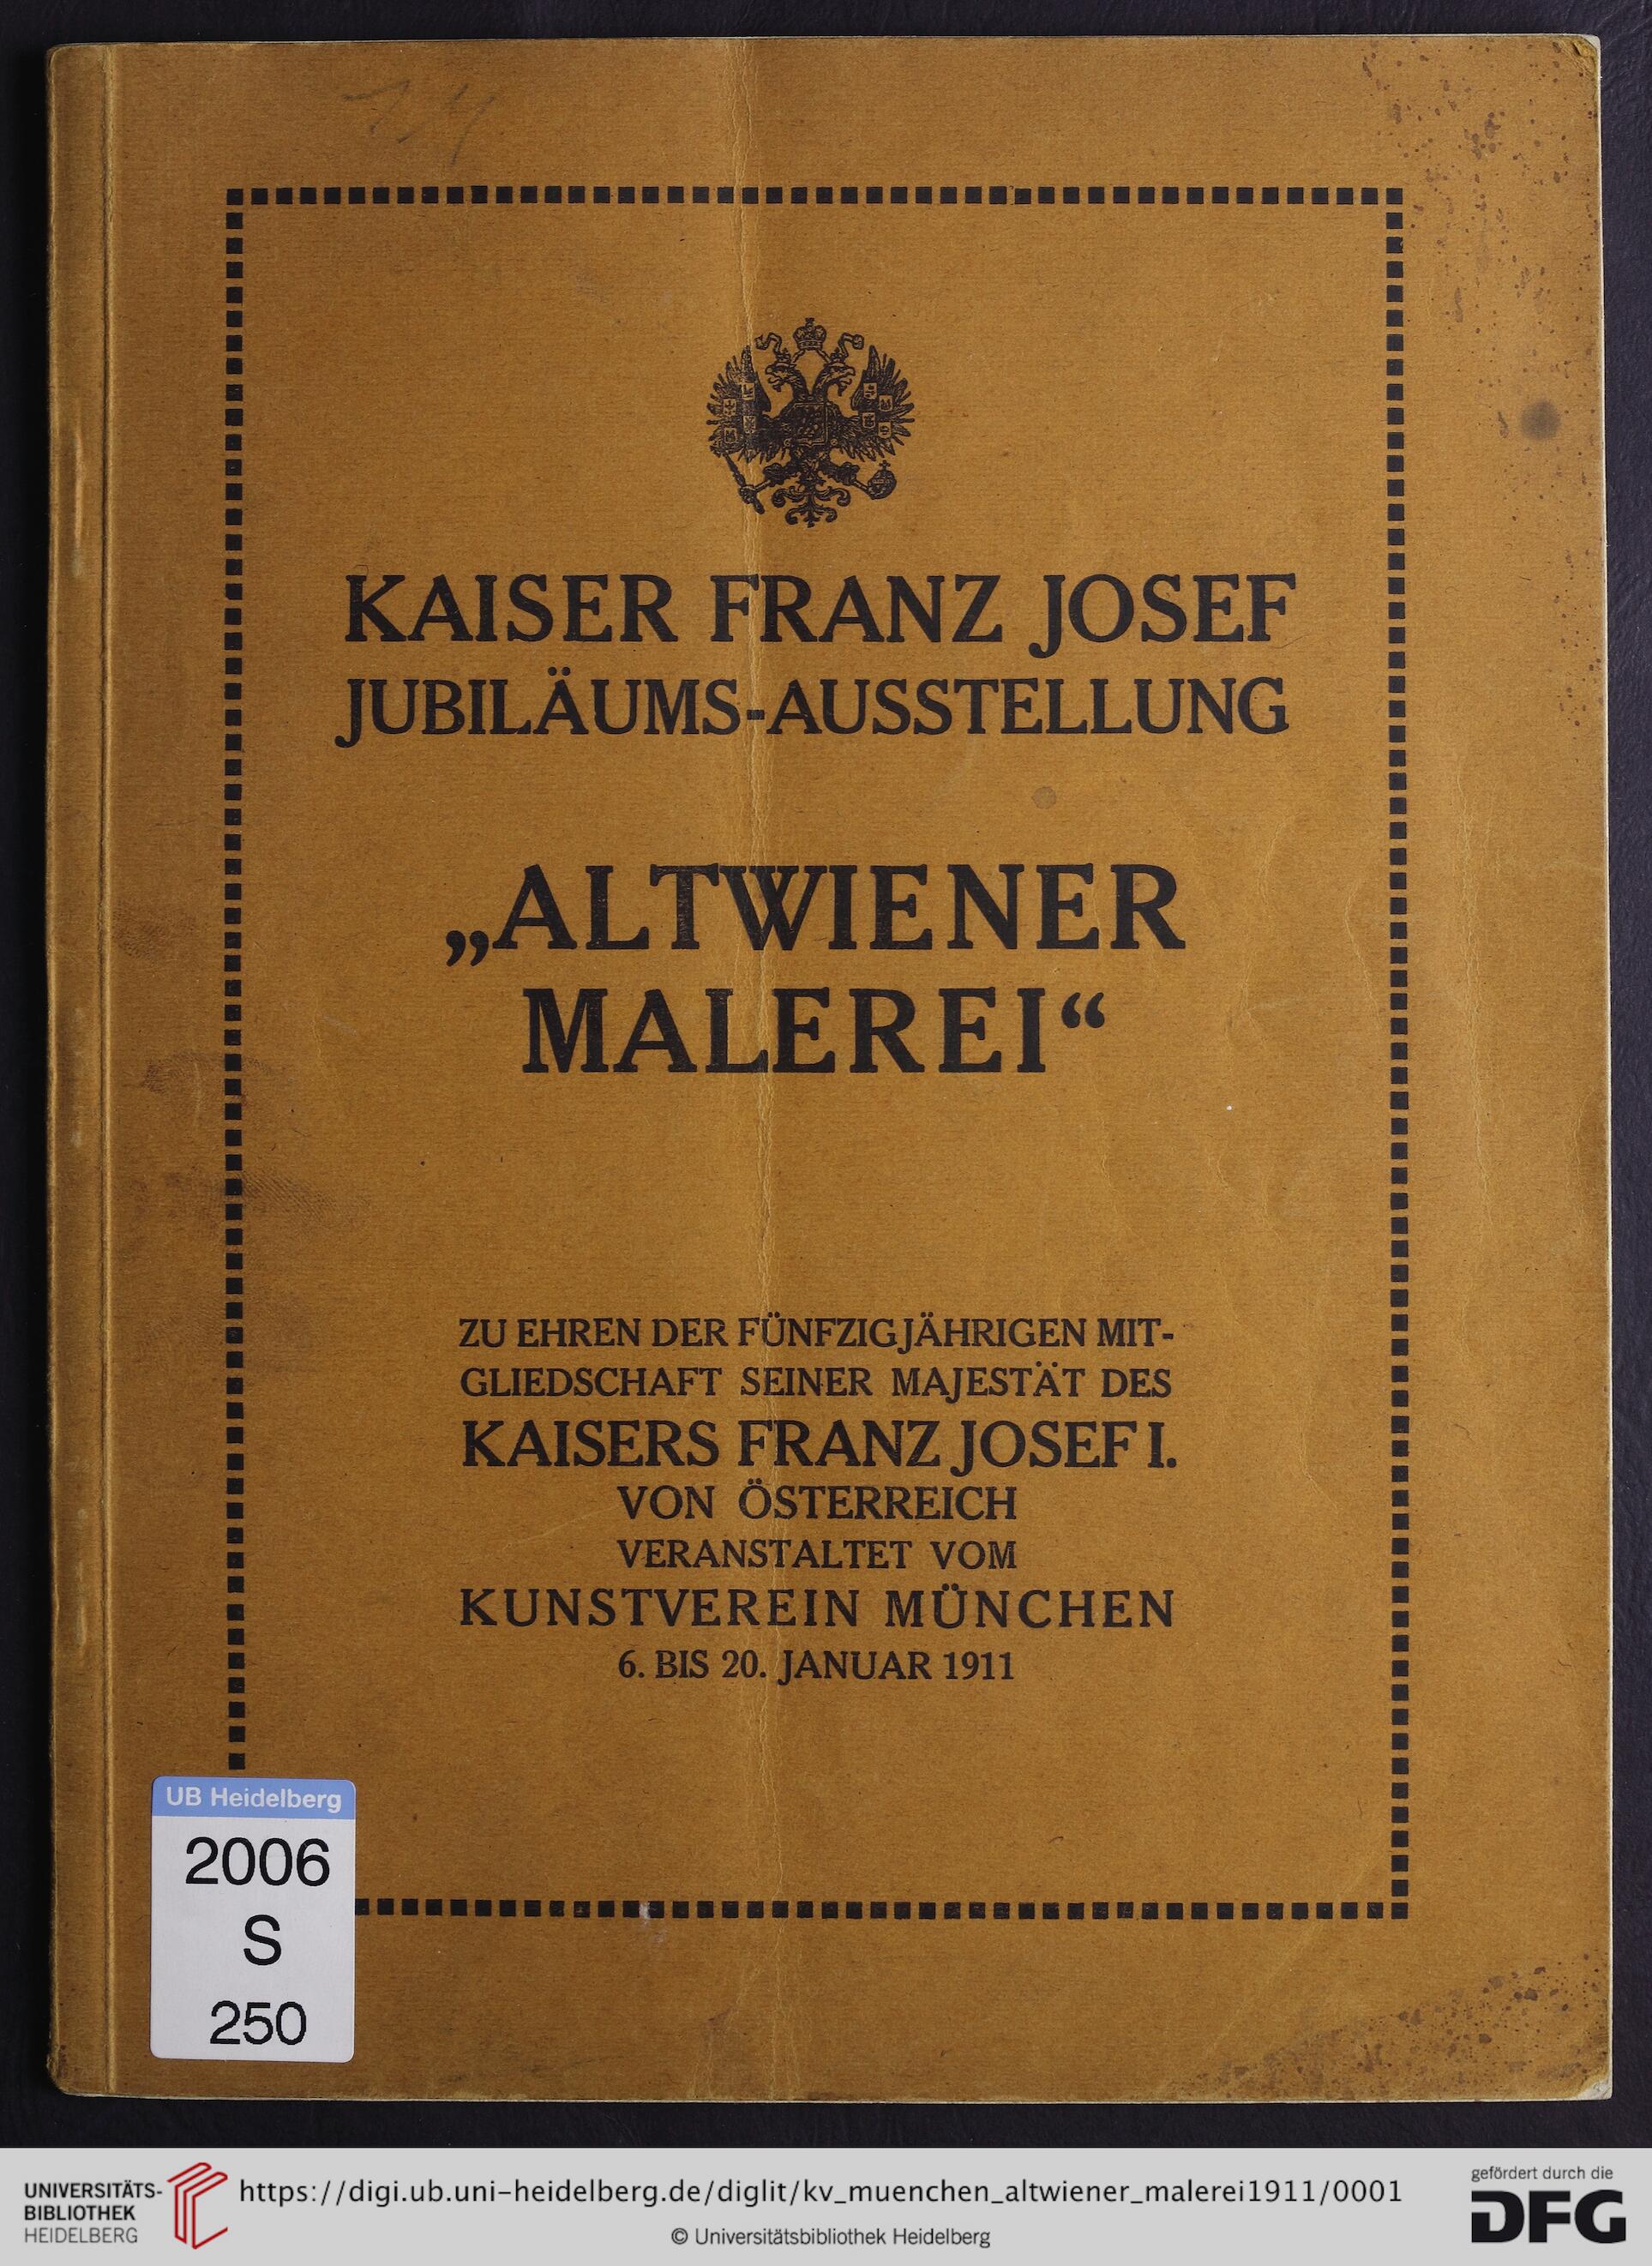 KAISER FRANZ JOSEF
JUBILÄUMS-AUSSTELLUNG
„ALTWIENER
MALEREI“
ZU EHREN DER FÜNFZIGJÄHRIGEN MIT-
GLIEDSCHAFT SEINER MAJESTÄT DES
KAISERS FRANZ JOSEF I.
VON ÖSTERREICH
VERANSTALTET VOM
KUNSTVEREIN MÜNCHEN
6. BIS 20. JANUAR 1911
UB Heidelberg
2006
S
250
UNIVERSITÄTS-
BIBLIOTHEK
HEIDELBERG
https://digi.ub.uni-heidelberg.de/diglit/kv_muenchen_altwiener_malerei1911/0001
© Universitätsbibliothek Heidelberg
gefördert durch die
DFG